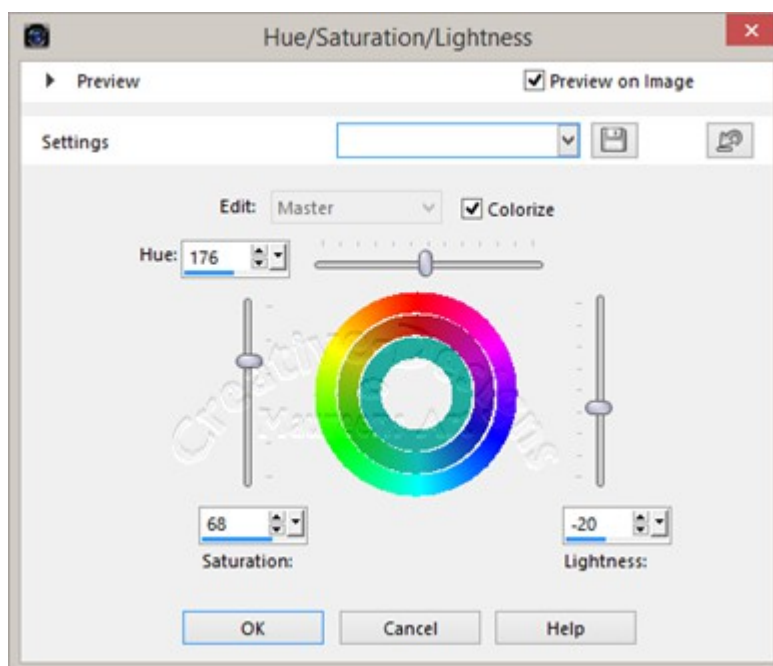 Hue/Saturation/Lightness
Preview
Preview on Image
Settings
Edit: Master
Colorize
Hue: 176
68
-20
Saturation:
Lightness:
OK
Cancel
Help